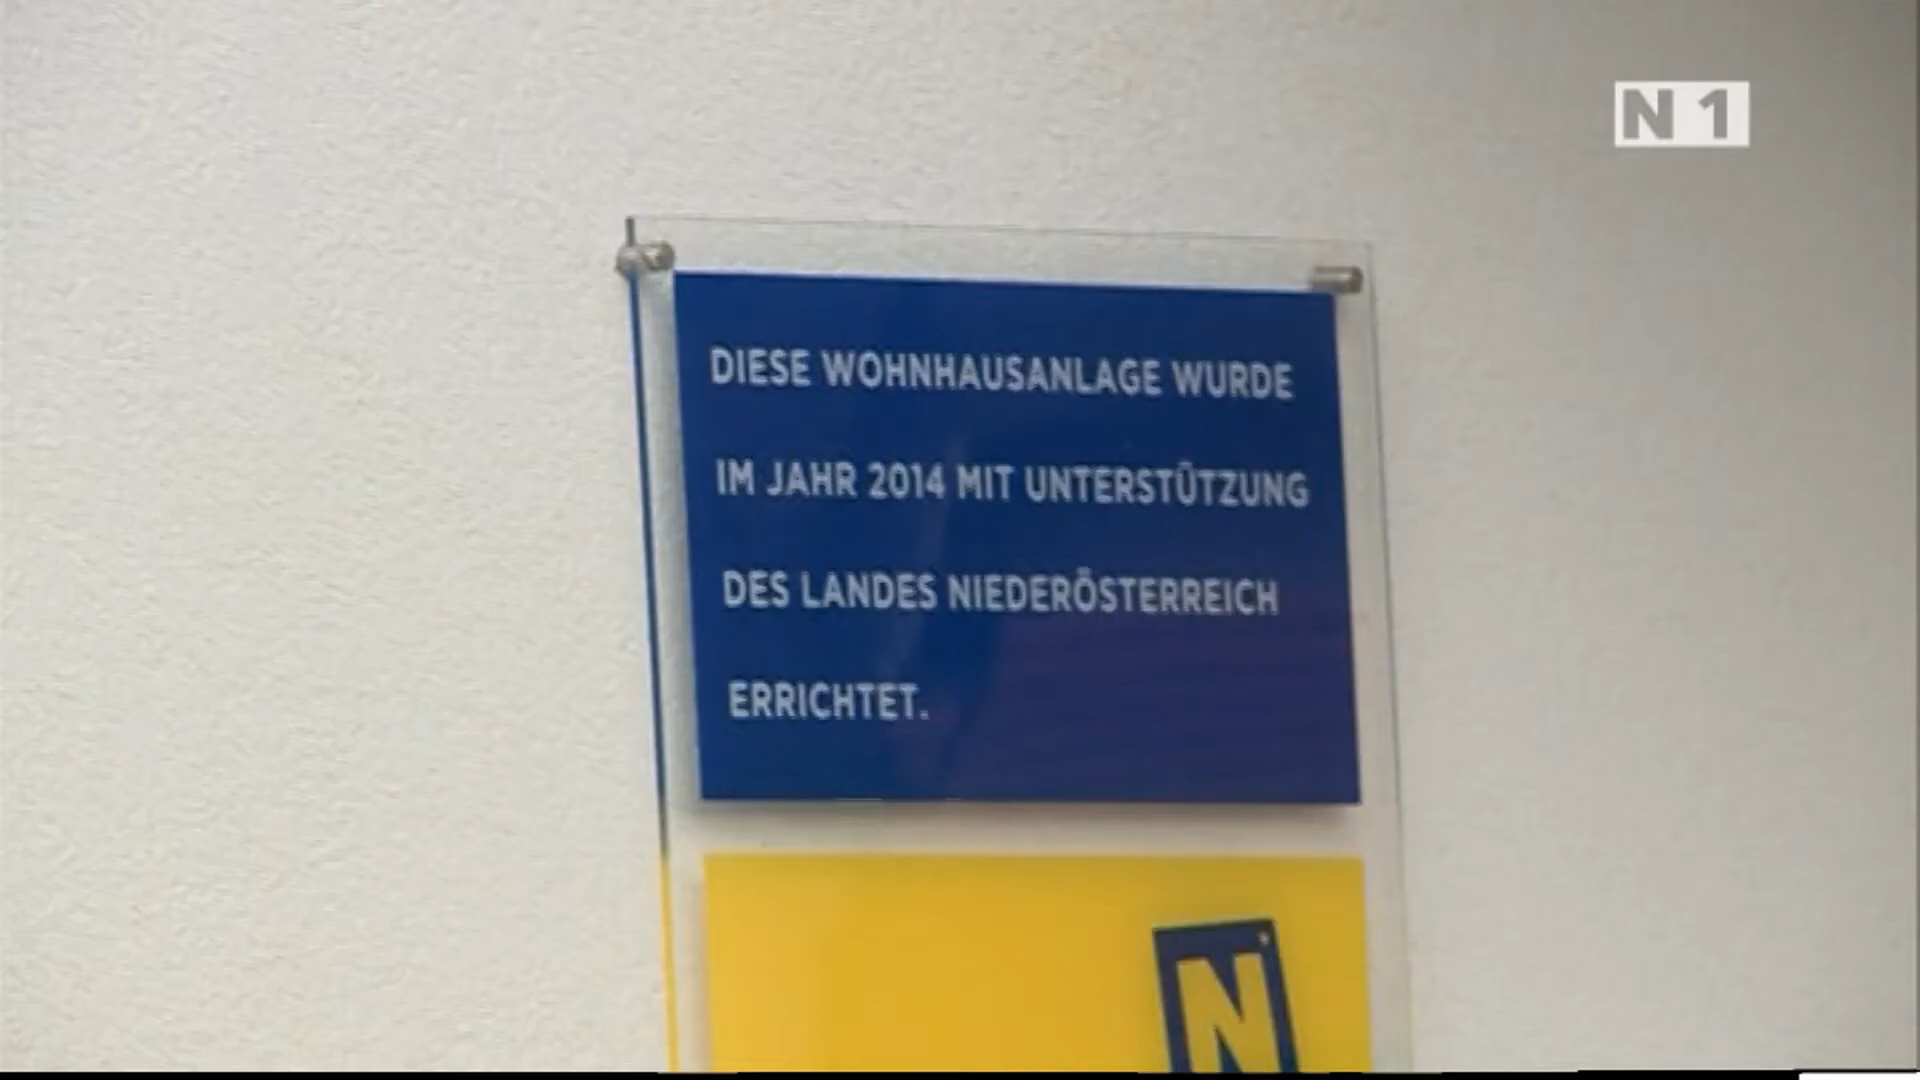 N 1
DIESE WOHNHAUSANLAGE WURDE
IM JAHR 2014 MIT UNTERSTÜTZUNG
DES LANDES NIEDERÖSTERREICH
ERRICHTET.
N